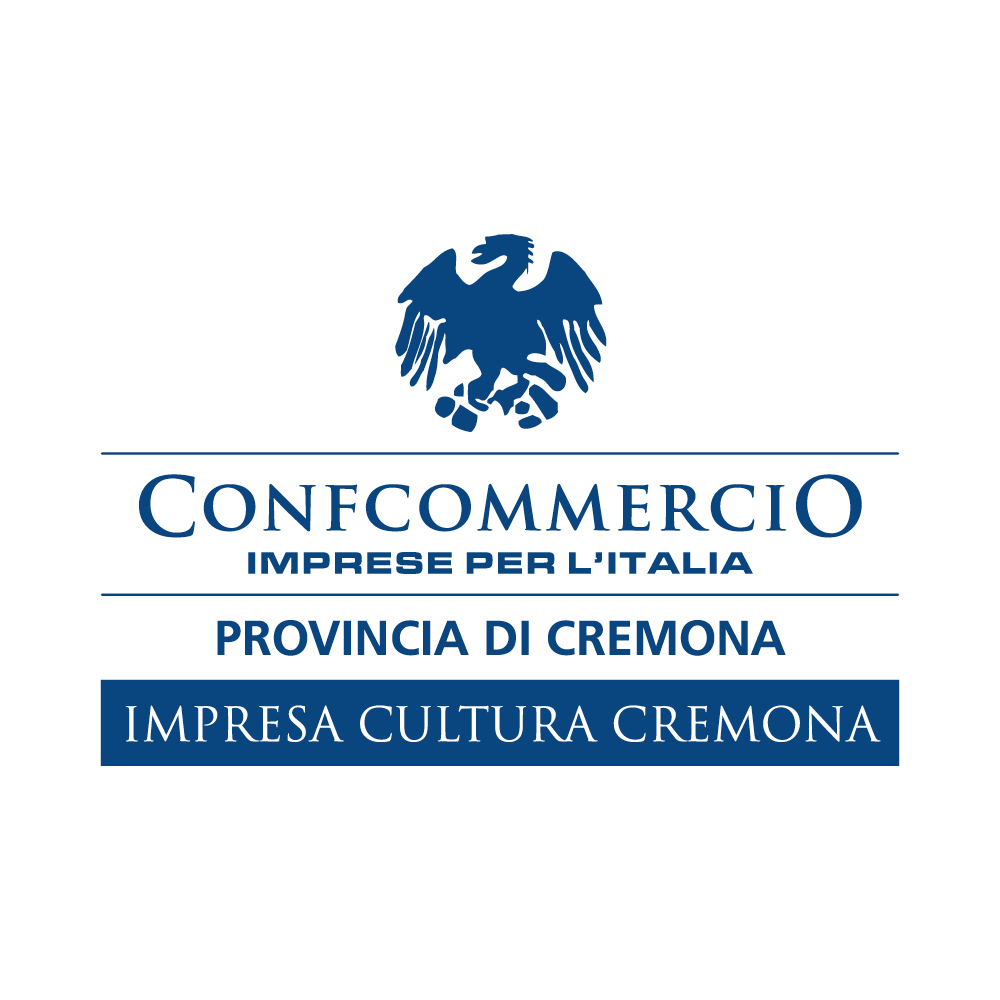 CONFCOMMERCIO
IMPRESE PER L'ITALIA
PROVINCIA DI CREMONA
IMPRESA CULTURA CREMONA